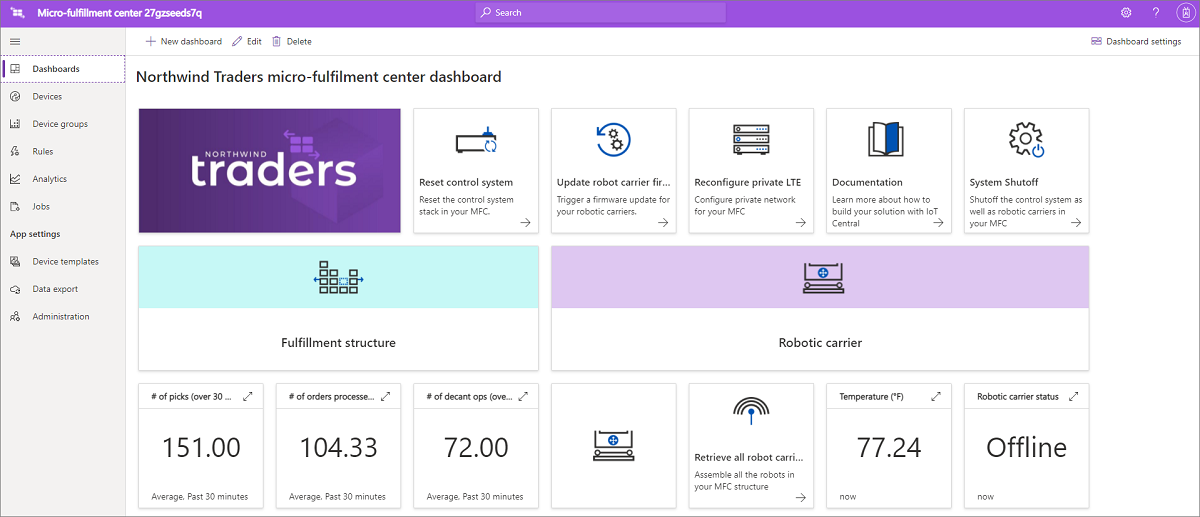 Micro-fulfillment center 27gzseeds7q
Search
New dashboard
Edit
Delete
Dashboard settings
Dashboards
Devices
Device groups
Rules
Analytics
Jobs
App settings
Device templates
Data export
Administration
Northwind Traders micro-fulfilment center dashboard
NORTHWIND
traders
Reset control system
Reset the control system
stack in your MFC.
Update robot carrier fir...
Trigger a firmware update for
your robotic carriers.
Reconfigure private LTE
Configure private network
for your MFC
Documentation
Learn more about how to
build your solution with IoT
Central
System Shutoff
Shutoff the control system as
well as robotic carriers in
your MFC
Fulfillment structure
Robotic carrier
# of picks (over 30 ...
151.00
Average, Past 30 minutes
# of orders processe...
104.33
Average, Past 30 minutes
# of decant ops (ove...
72.00
Average, Past 30 minutes
Retrieve all robot carri...
Assemble all the robots in
your MFC structure
Temperature (°F)
77.24
now
Robotic carrier status
Offline
now